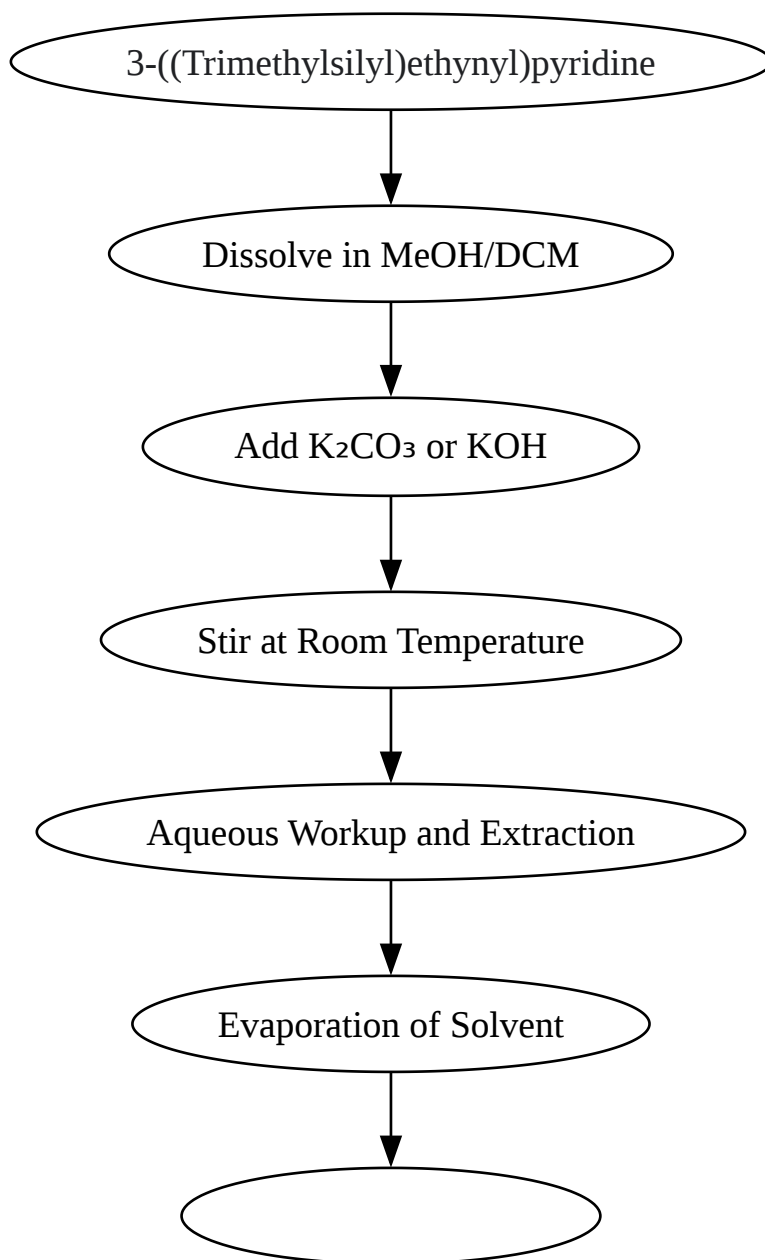 3-((Trimethylsilyl)ethynyl)pyridine
Dissolve in MeOH/DCM
Add K₂CO₃ or KOH
Stir at Room Temperature
Aqueous Workup and Extraction
Evaporation of Solvent